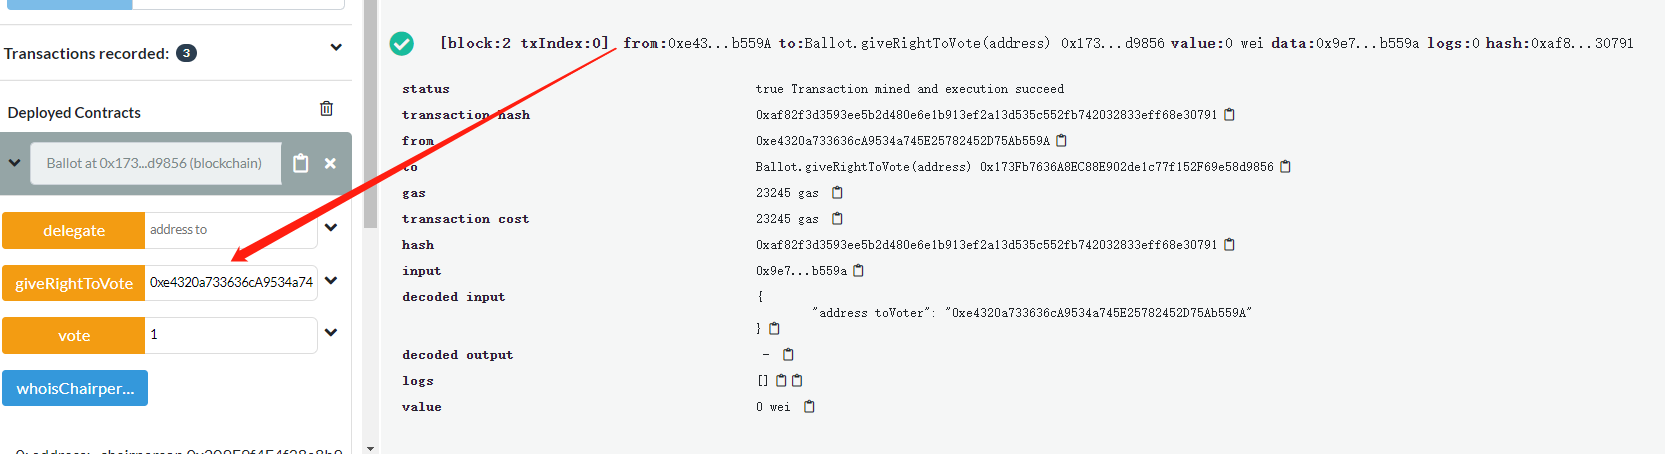 Transactions recorded: 3
Deployed Contracts
Ballot at 0x173...d9856 (blockchain)
delegate address to
giveRightToVote 0xe4320a733636cA9534a74
vote 1
whoisChairper...
[block:2 txIndex:0] from:0xe43...b559A to:Ballot.giveRightToVote(address) 0x173...d9856 value:0 wei data:0x9e7...b559a logs:0 hash:0xaf8...30791
status true Transaction mined and execution succeed
transaction hash 0xaf82f3d3593ee5b2d480e6e1b913ef2a13d535c552fb742032833eff68e30791
from 0xe4320a733636cA9534a745E25782452D75Ab559A
to Ballot.giveRightToVote(address) 0x173Fb7636A8EC88E902de1c77f152F69e58d9856
gas 23245 gas
transaction cost 23245 gas
hash 0xaf82f3d3593ee5b2d480e6e1b913ef2a13d535c552fb742032833eff68e30791
input 0x9e7...b559a
decoded input {
"address toVoter": "0xe4320a733636cA9534a745E25782452D75Ab559A"
}
decoded output -
logs []
value 0 wei